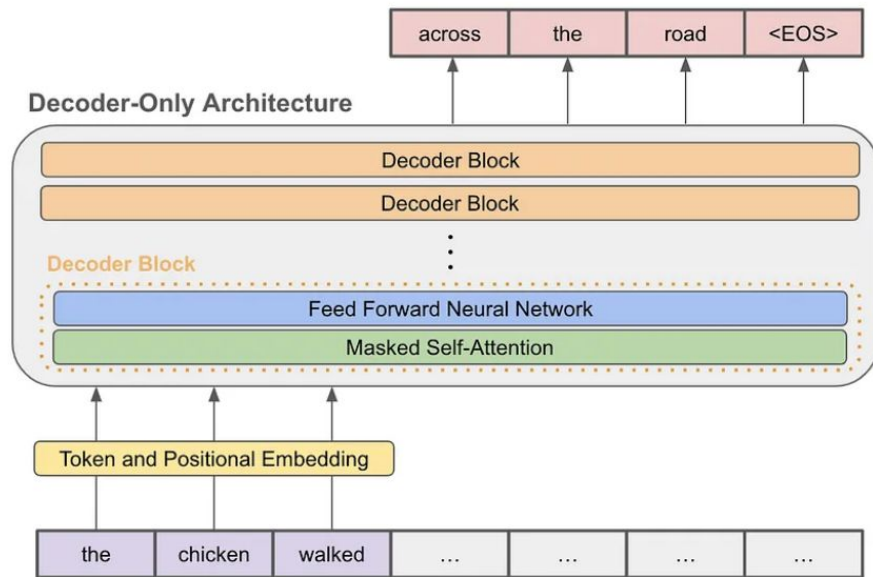 across the road <EOS>
Decoder-Only Architecture
Decoder Block
Decoder Block
Decoder Block
Feed Forward Neural Network
Masked Self-Attention
Token and Positional Embedding
the chicken walked ... ... ... ...